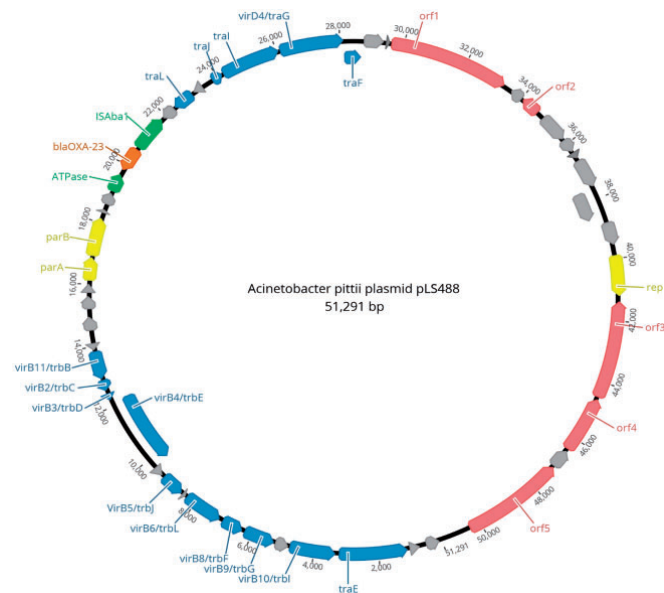 virD4/traG
28,000
30,000
orf1
traI
26,000
32,000
traJ
24,000
traF
traL
34,000
orf2
22,000
ISAba1
36,000
blaOXA-23
20,000
ATPase
38,000
18,000
parB
40,000
parA
Acinetobacter pittii plasmid pLS488
rep
16,000
51,291 bp
42,000
orf3
14,000
virB11/trbB
virB2/trbC
virB4/trbE
44,000
virB3/trbD
12,000
orf4
46,000
10,000
VirB5/trbJ
48,000
8,000
virB6/trbL
orf5
50,000
virB8/trbF
6,000
51,291
virB9/trbG
virB10/trbI
4,000
2,000
traE